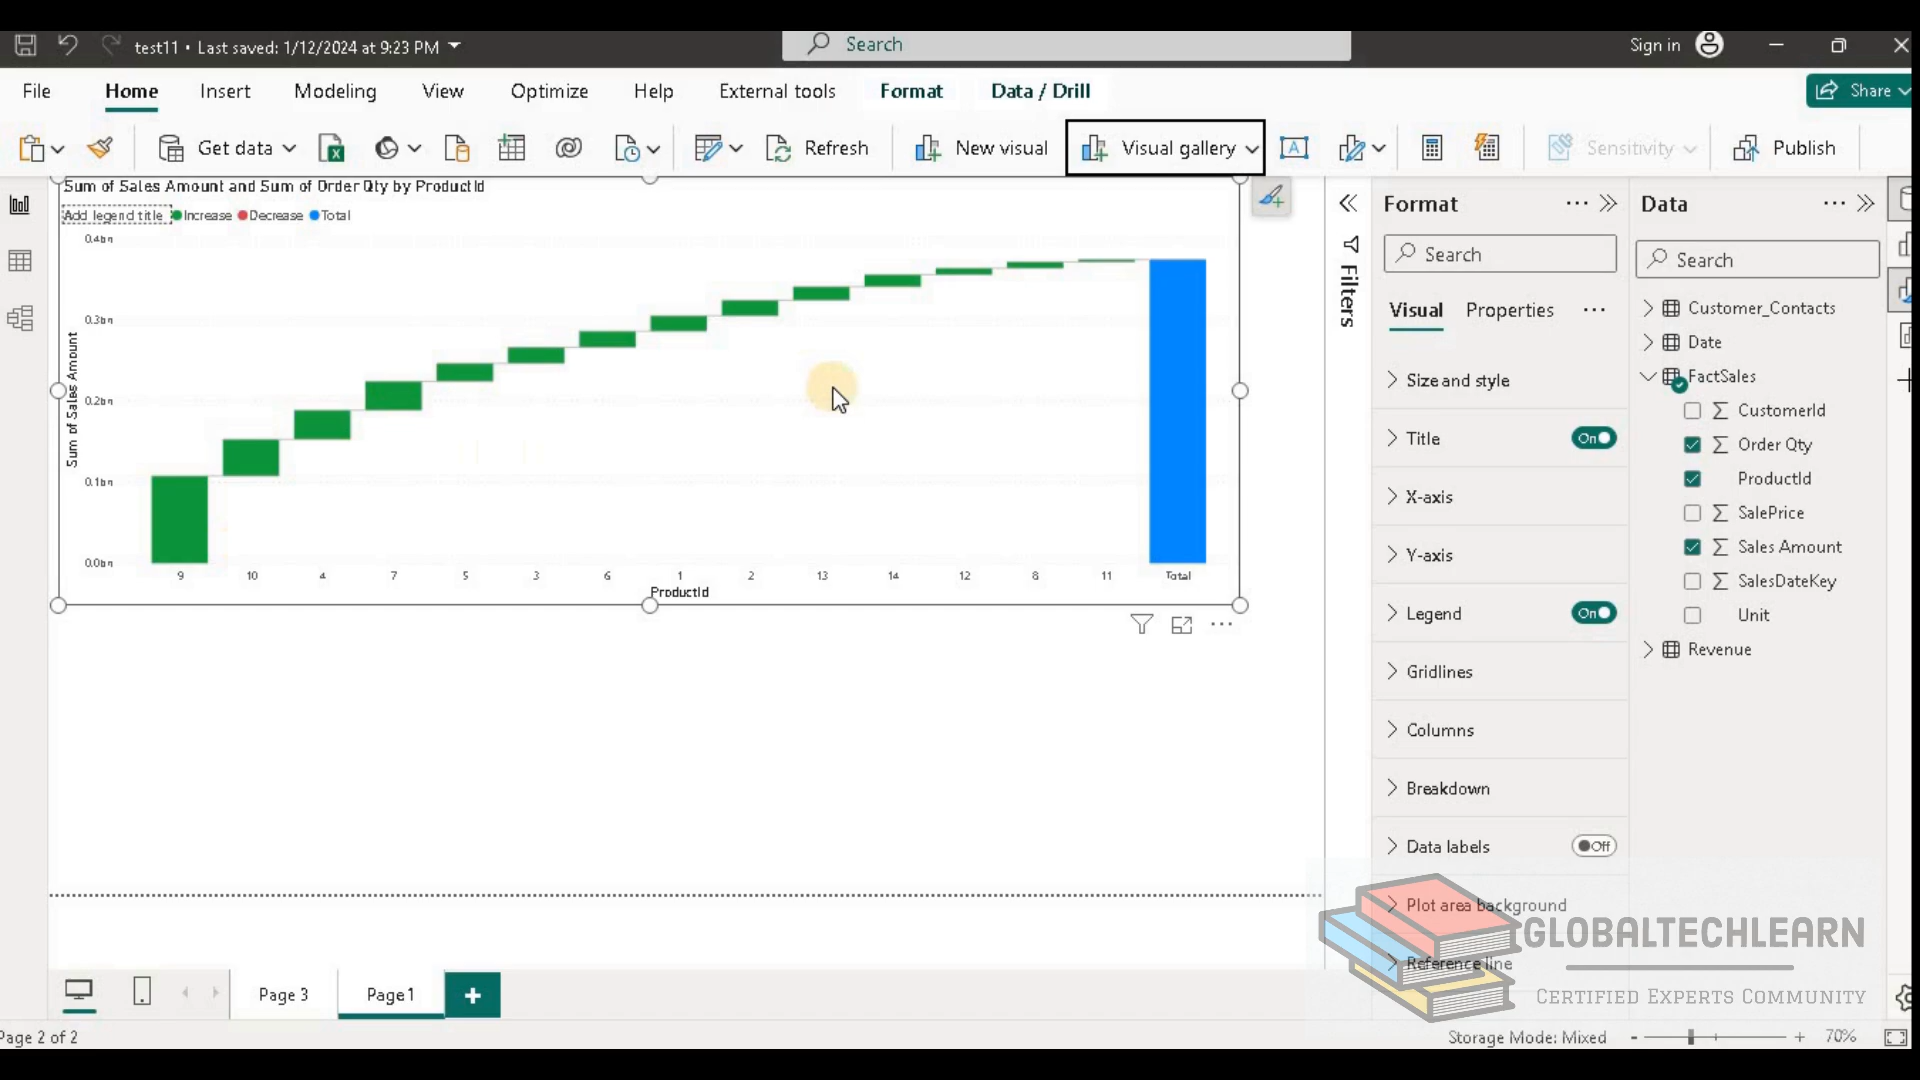 test11 • Last saved: 1/12/2024 at 9:23 PM
Search
Sign in
File Home Insert Modeling View Optimize Help External tools Format Data / Drill
Share
Get data
Refresh
New visual
Visual gallery
Sensitivity
Publish
Sum of Sales Amount and Sum of Order Qty by ProductId
Add legend title Increase Decrease Total
0.4bn
0.3bn
0.2bn
0.1bn
0.0bn
Sum of Sales Amount
9 10 4 7 5 3 6 1 2 13 14 12 8 11 Total
ProductId
Filters
Format
Search
Visual Properties
Size and style
Title On
X-axis
Y-axis
Legend On
Gridlines
Columns
Breakdown
Data labels Off
Plot area background
Reference line
Data
Search
Customer_Contacts
Date
FactSales
CustomerId
Order Qty
ProductId
SalePrice
Sales Amount
SalesDateKey
Unit
Revenue
GLOBALTECHLEARN
CERTIFIED EXPERTS COMMUNITY
Page 3
Page 1
Page 2 of 2
Storage Mode: Mixed
70%